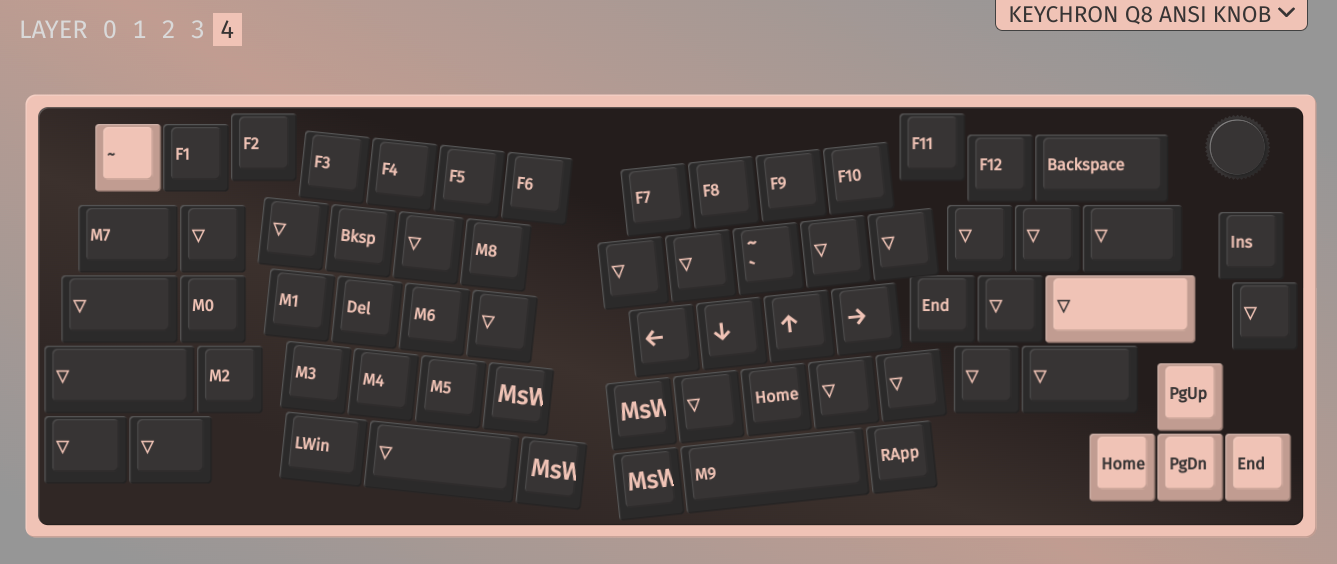 LAYER 0 1 2 3 4
KEYCHRON Q8 ANSI KNOB
~ F1 F2 F3 F4 F5 F6 F7 F8 F9 F10 F11 F12 Backspace
M7 ▽ ▽ Bksp ▽ M8 ▽ ▽ ~ ` ▽ ▽ ▽ ▽ ▽ Ins
▽ M0 M1 Del M6 ▽ ← ↓ ↑ → End ▽ ▽ ▽
▽ M2 M3 M4 M5 MsW MsW ▽ Home ▽ ▽ ▽ ▽ PgUp
▽ ▽ LWin ▽ MsW MsW M9 RApp Home PgDn End